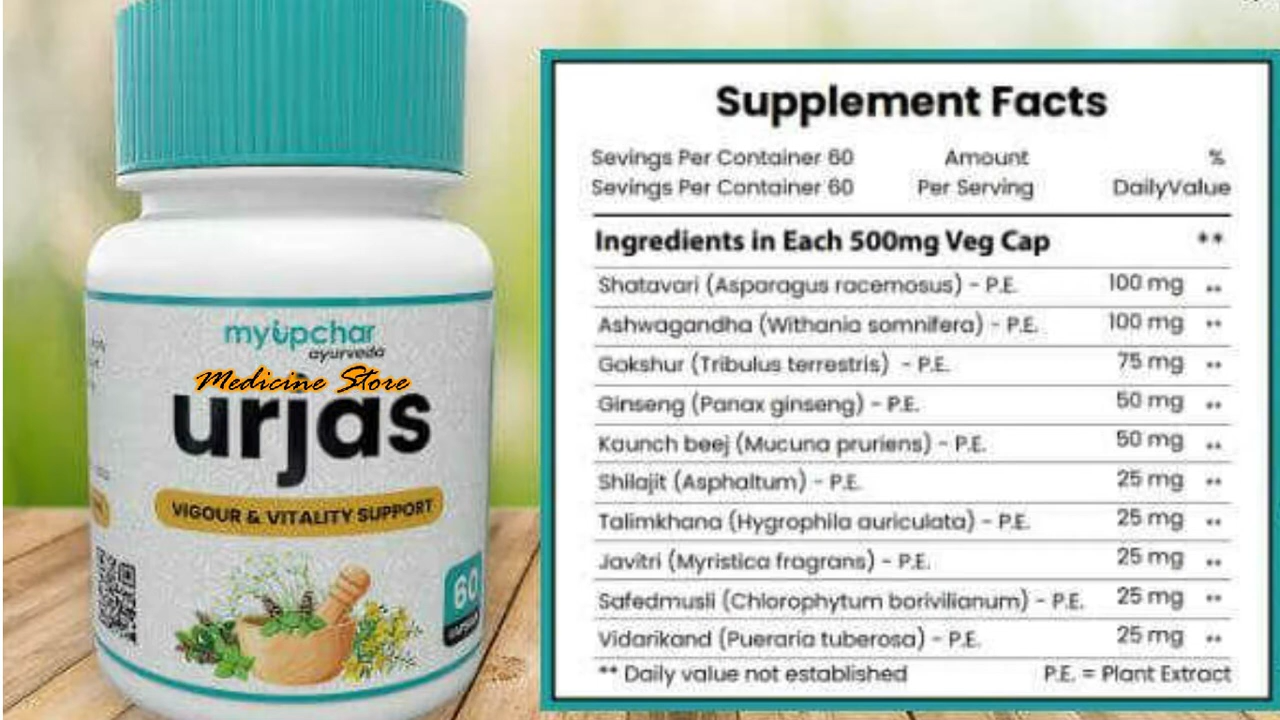 myUpchar
ayurveda
Medicine Store
urjas
VIGOUR & VITALITY SUPPORT
60
Supplement Facts
Sevings Per Container 60 Amount %
Sevings Per Container 60 Per Serving DailyValue
Ingredients in Each 500mg Veg Cap **
Shatavari (Asparagus racemosus) - P.E. 100 mg **
Ashwagandha (Withania somnifera) - P.E. 100 mg **
Gokshur (Tribulus terrestris) - P.E. 75 mg **
Ginseng (Panax ginseng) - P.E. 50 mg **
Kaunch beej (Mucuna pruriens) - P.E. 50 mg **
Shilajit (Asphaltum) - P.E. 25 mg **
Talimkhana (Hygrophila auriculata) - P.E. 25 mg **
Javitri (Myristica fragrans) - P.E. 25 mg **
Safedmusli (Chlorophytum borivilianum) - P.E. 25 mg **
Vidarikand (Pueraria tuberosa) - P.E. 25 mg **
** Daily value not established P.E. = Plant Extract